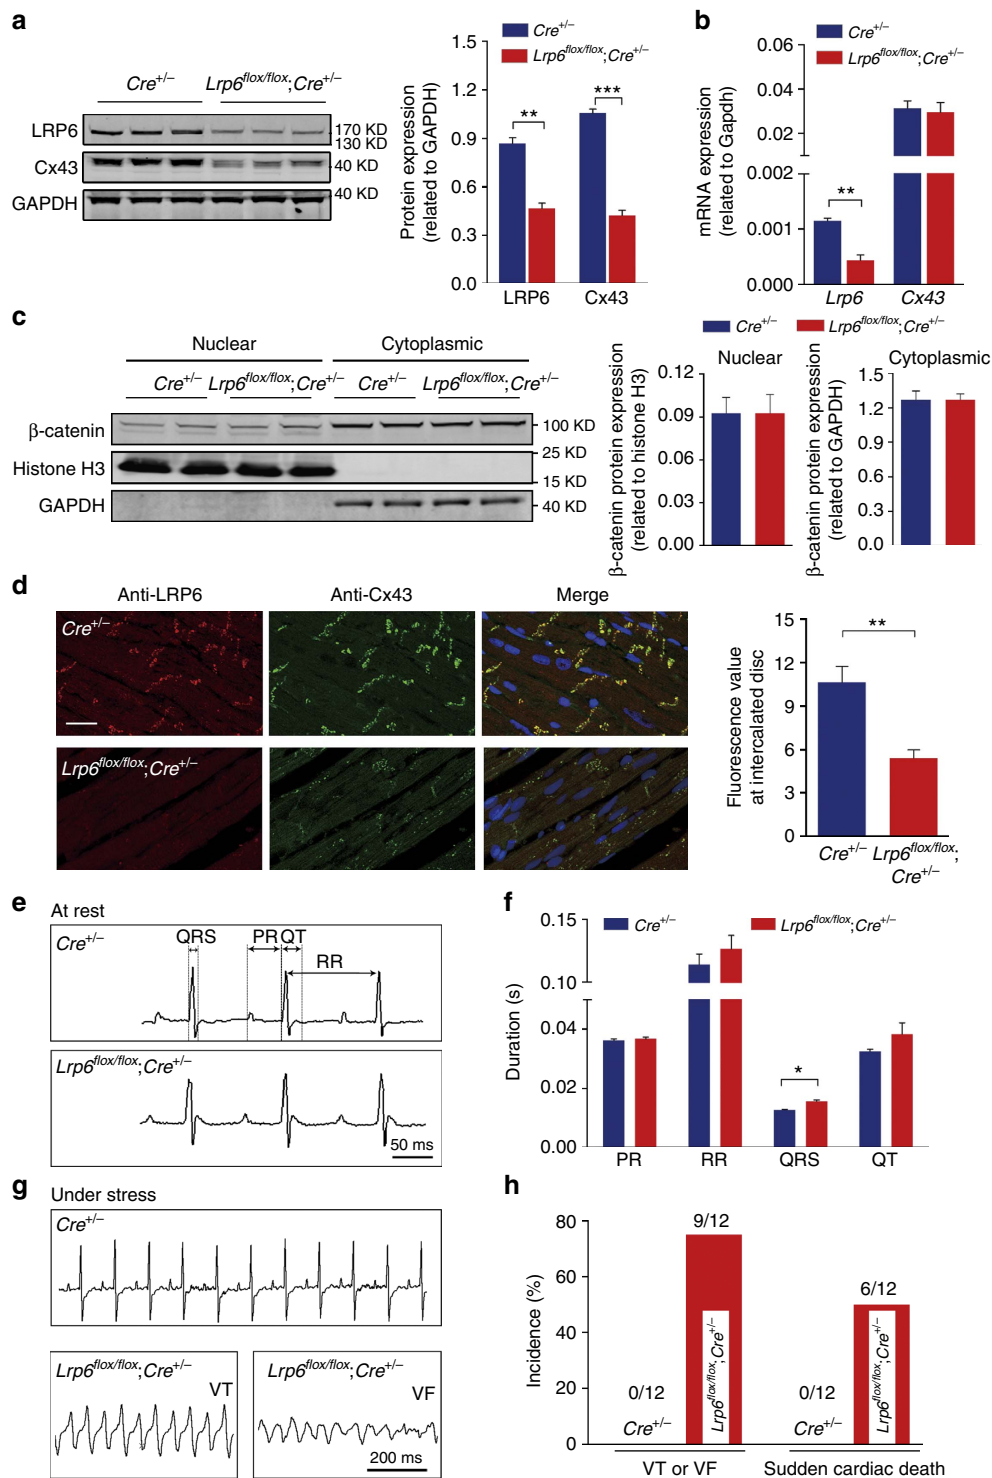 a
Cre+/–
Lrp6flox/flox;Cre+/–
LRP6
170 KD
130 KD
Cx43
40 KD
GAPDH
40 KD
Cre+/–
Lrp6flox/flox;Cre+/–
Protein expression
(related to GAPDH)
1.5
1.2
0.9
0.6
0.3
0.0
**
***
LRP6
Cx43
b
Cre+/–
Lrp6flox/flox;Cre+/–
mRNA expression
(related to Gapdh)
0.06
0.04
0.02
0.002
0.001
0.000
**
Lrp6
Cx43
c
Nuclear
Cytoplasmic
Cre+/–
Lrp6flox/flox;Cre+/–
Cre+/–
Lrp6flox/flox;Cre+/–
β-catenin
100 KD
25 KD
Histone H3
15 KD
GAPDH
40 KD
Cre+/–
Lrp6flox/flox;Cre+/–
Nuclear
β-catenin protein expression
(related to histone H3)
0.12
0.09
0.06
0.03
0.00
Cytoplasmic
β-catenin protein expression
(related to GAPDH)
1.5
1.2
0.9
0.6
0.3
0.0
d
Anti-LRP6
Anti-Cx43
Merge
Cre+/–
Lrp6flox/flox;Cre+/–
Fluorescence value
at intercalated disc
15
12
9
6
3
0
**
Cre+/–
Lrp6flox/flox;
Cre+/–
e
At rest
Cre+/–
QRS
PR
QT
RR
Lrp6flox/flox;Cre+/–
50 ms
f
Cre+/–
Lrp6flox/flox;Cre+/–
Duration (s)
0.15
0.10
0.04
0.02
0.00
*
PR
RR
QRS
QT
g
Under stress
Cre+/–
Lrp6flox/flox;Cre+/–
VT
Lrp6flox/flox;Cre+/–
VF
200 ms
h
Incidence (%)
80
60
40
20
0
9/12
6/12
0/12
Cre+/–
Lrp6flox/flox;Cre+/–
0/12
Cre+/–
Lrp6flox/flox;Cre+/–
VT or VF
Sudden cardiac death